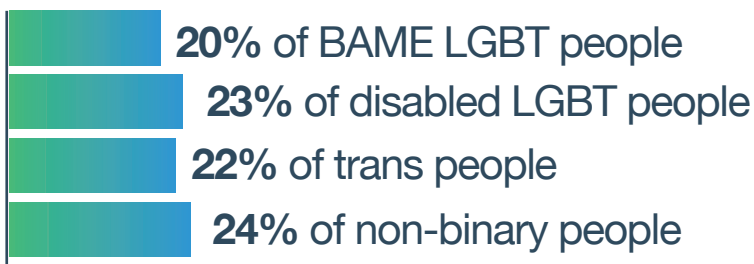 20% of BAME LGBT people
23% of disabled LGBT people
22% of trans people
24% of non-binary people